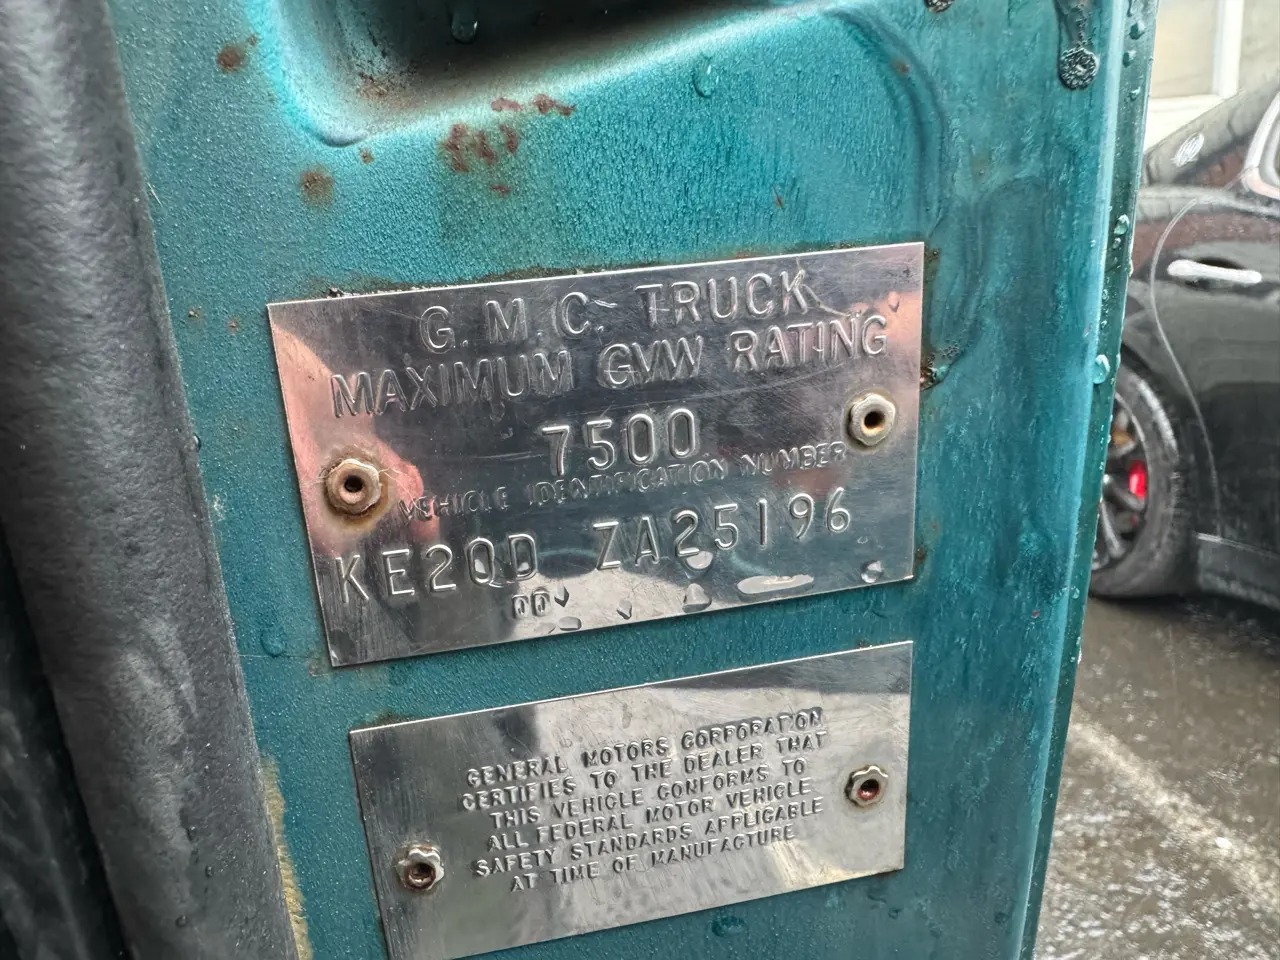 G. M. C. TRUCK
MAXIMUM GVW RATING
7500
VEHICLE IDENTIFICATION NUMBER
KE20D ZA25196
DD
GENERAL MOTORS CORPORATION
CERTIFIES TO THE DEALER THAT
THIS VEHICLE CONFORMS TO
ALL FEDERAL MOTOR VEHICLE
SAFETY STANDARDS APPLICABLE
AT TIME OF MANUFACTURE